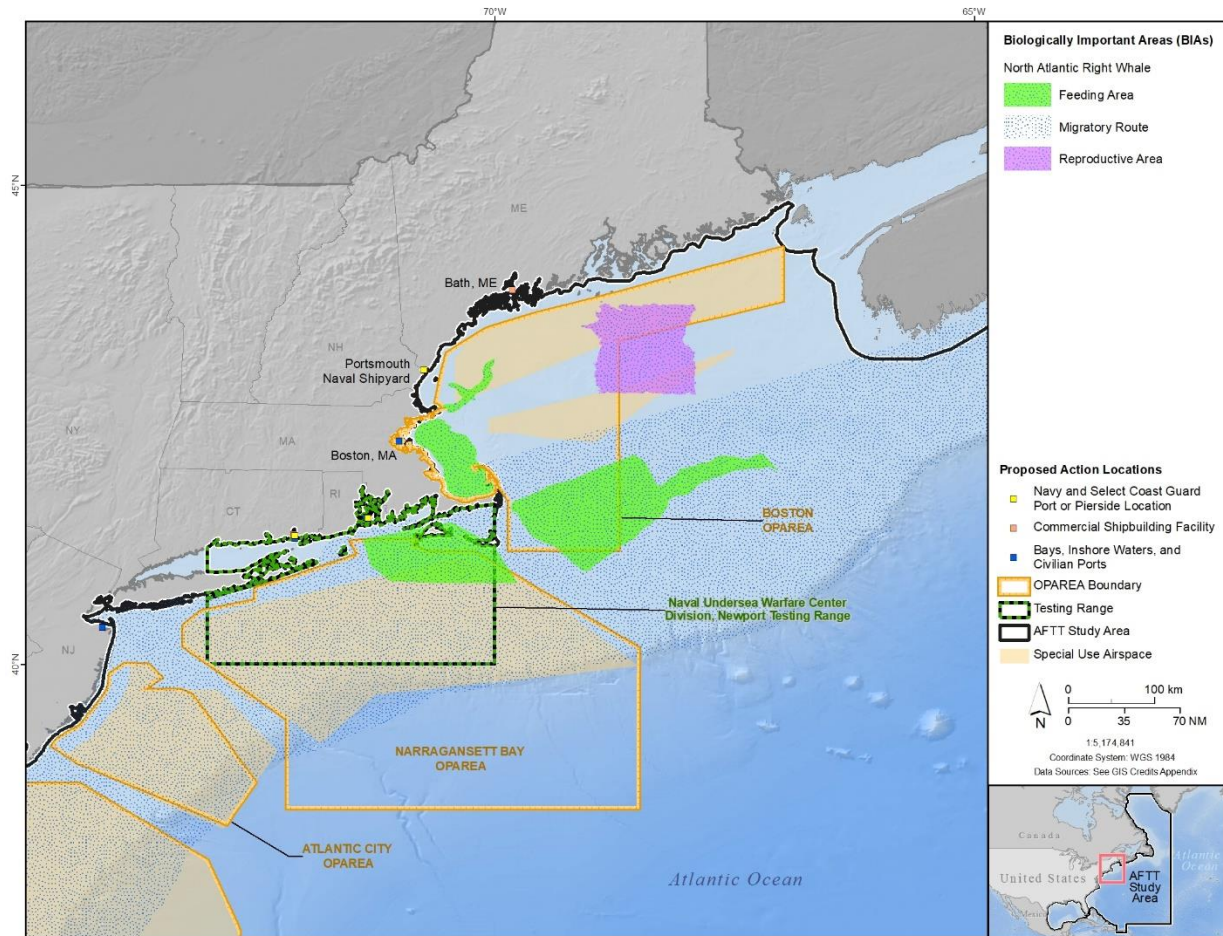 70°W
65°W
45°N
40°N
ME
NH
NY
MA
RI
CT
NJ
Bath, ME
Portsmouth
Naval Shipyard
Boston, MA
BOSTON
OPAREA
Naval Undersea Warfare Center
Division, Newport Testing Range
NARRAGANSETT BAY
OPAREA
ATLANTIC CITY
OPAREA
Atlantic Ocean
Biologically Important Areas (BIAs)
North Atlantic Right Whale
Feeding Area
Migratory Route
Reproductive Area
Proposed Action Locations
Navy and Select Coast Guard
Port or Pierside Location
Commercial Shipbuilding Facility
Bays, Inshore Waters, and
Civilian Ports
OPAREA Boundary
Testing Range
AFTT Study Area
Special Use Airspace
N
0 100 km
0 35 70 NM
1:5,174,841
Coordinate System: WGS 1984
Data Sources: See GIS Credits Appendix
Canada
United States
Mexico
Atlantic
Ocean
AFTT
Study
Area